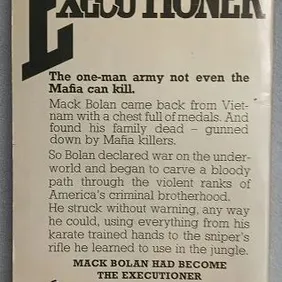 EXECUTIONER
The one-man army not even the
Mafia can kill.
Mack Bolan came back from Viet-
nam with a chest full of medals. And
found his family dead – gunned
down by Mafia killers.
So Bolan declared war on the under-
world and began to carve a bloody
path through the violent ranks of
America's criminal brotherhood.
He struck without warning, any way
he could, using everything from his
karate trained hands to the sniper's
rifle he learned to use in the jungle.
MACK BOLAN HAD BECOME
THE EXECUTIONER